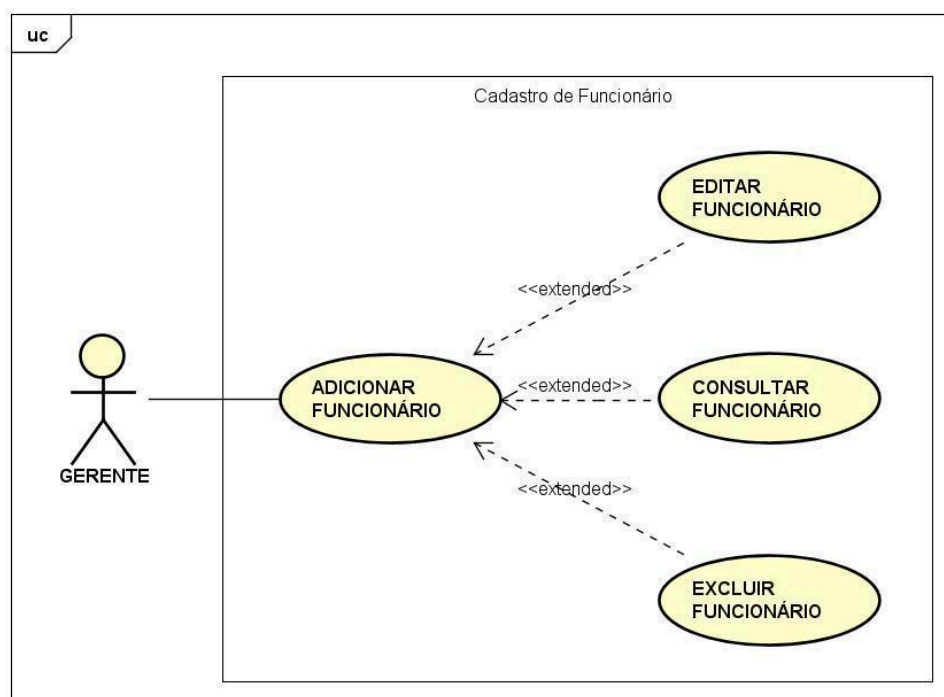 uc
Cadastro de Funcionário
EDITAR
FUNCIONÁRIO
<<extended>>
ADICIONAR
FUNCIONÁRIO
<<extended>>
CONSULTAR
FUNCIONÁRIO
GERENTE
<<extended>>
EXCLUIR
FUNCIONÁRIO